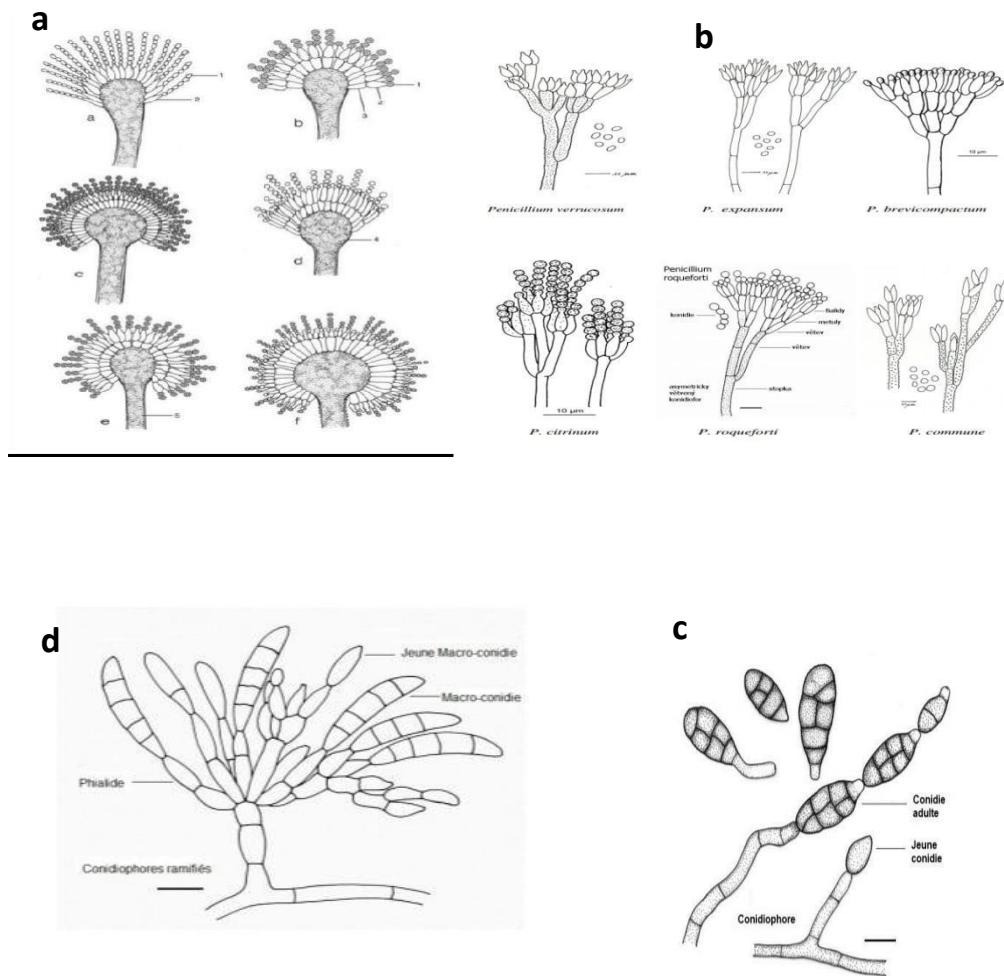 a
1
2
a
1
2
3
b
c
4
d
5
e
f
b
Penicillium verrucosum
P. expansum
10 µm
P. brevicompactum
10 µm
P. citrinum
Penicillium
roqueforti
konidie
fialidy
metuly
větev
větev
asymetricky
větvený
konidiofor
stopka
P. roqueforti
P. commune
d
Jeune Macro-conidie
Macro-conidie
Phialide
Conidiophores ramifiés
c
Conidie
adulte
Jeune
conidie
Conidiophore